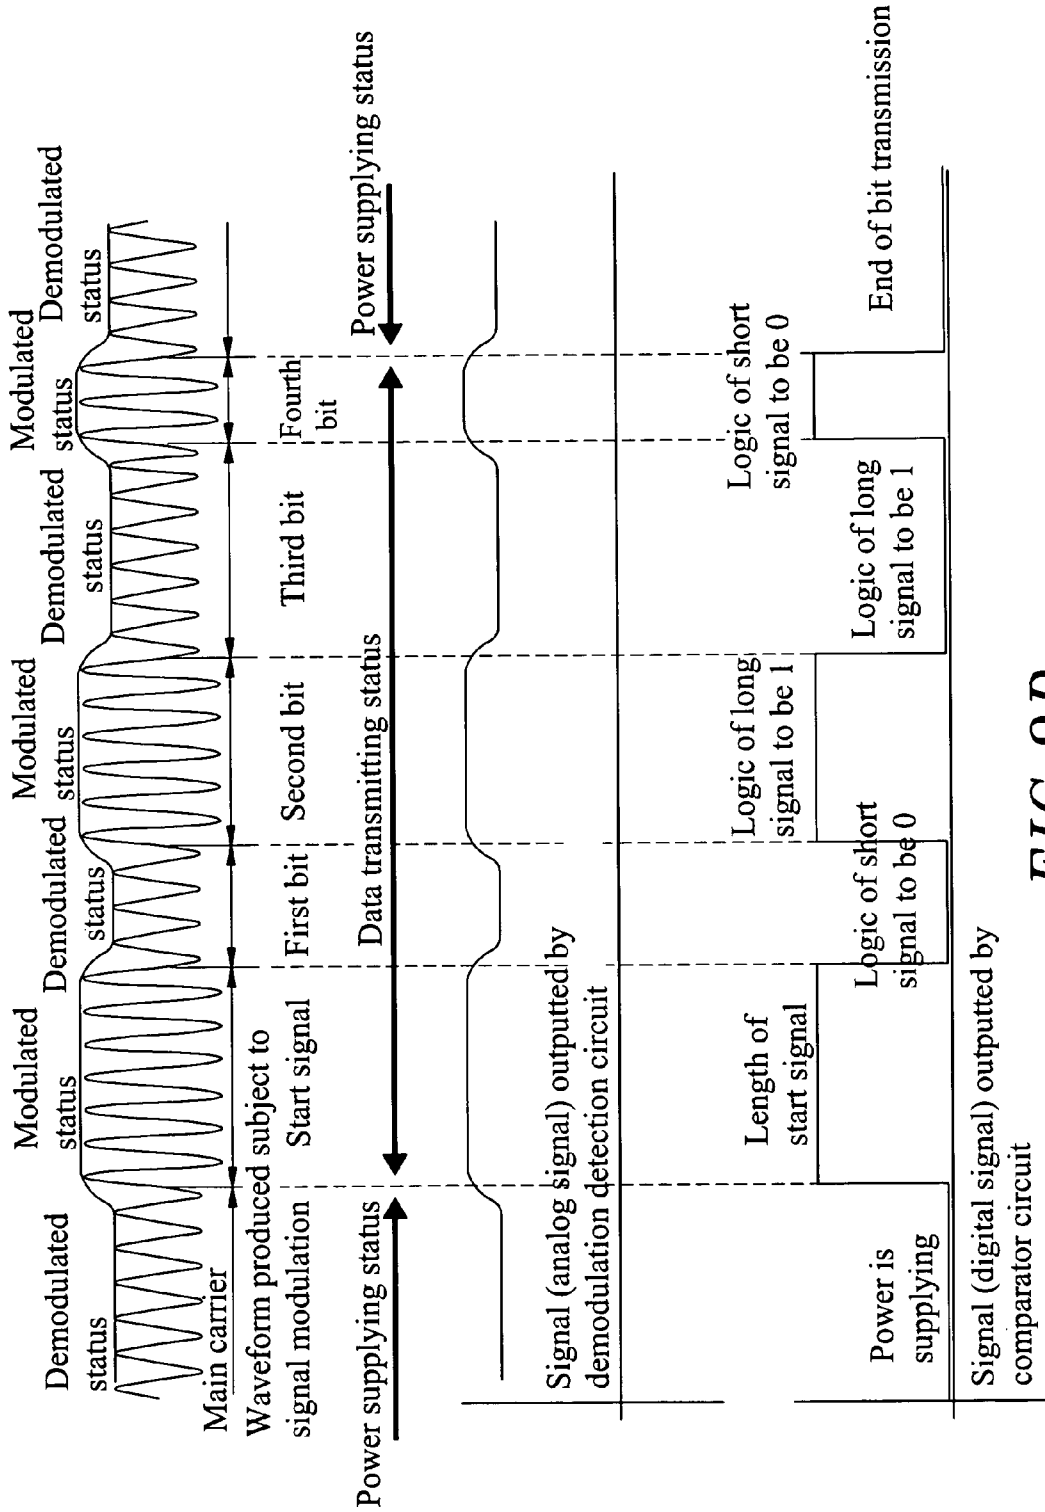 Demodulated
status
Modulated
status
Demodulated
status
Modulated
status
Demodulated
status
Modulated
status
Demodulated
status
Main carrier
Waveform produced subject to
signal modulation
Start signal
First bit
Second bit
Third bit
Fourth
bit
Power supplying status
Data transmitting status
Power supplying status
Signal (analog signal) outputted by
demodulation detection circuit
Length of
start signal
Logic of long
signal to be 1
Logic of short
signal to be 0
Power is
supplying
Logic of short
signal to be 0
Logic of long
signal to be 1
End of bit transmission
Signal (digital signal) outputted by
comparator circuit